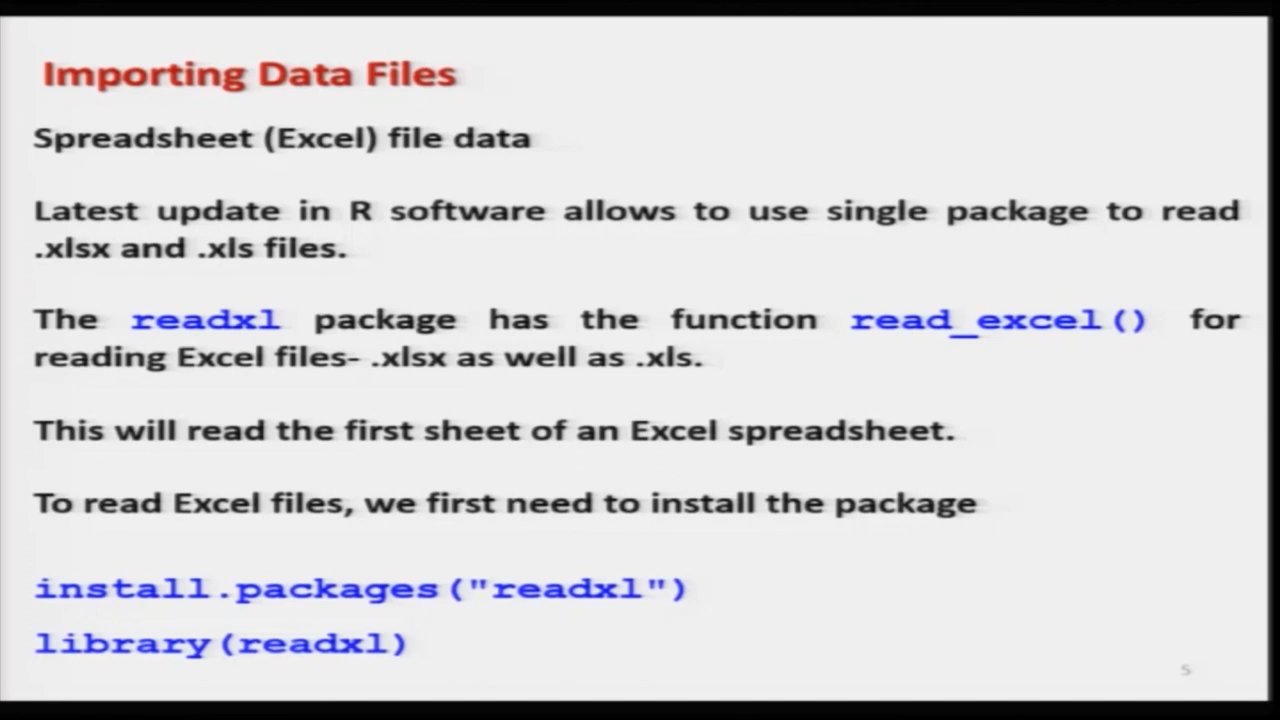 Importing Data Files
Spreadsheet (Excel) file data
Latest update in R software allows to use single package to read
.xlsx and .xls files.
The readxl package has the function read_excel() for
reading Excel files- .xlsx as well as .xls.
This will read the first sheet of an Excel spreadsheet.
To read Excel files, we first need to install the package
install.packages("readxl")
library(readxl)
5